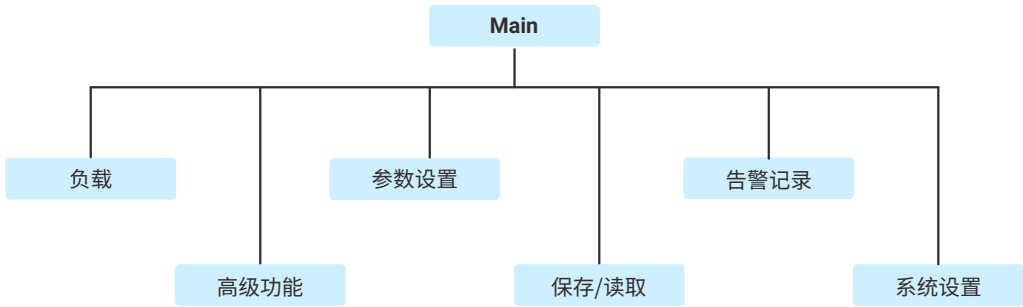 Main
负载
参数设置
告警记录
高级功能
保存/读取
系统设置